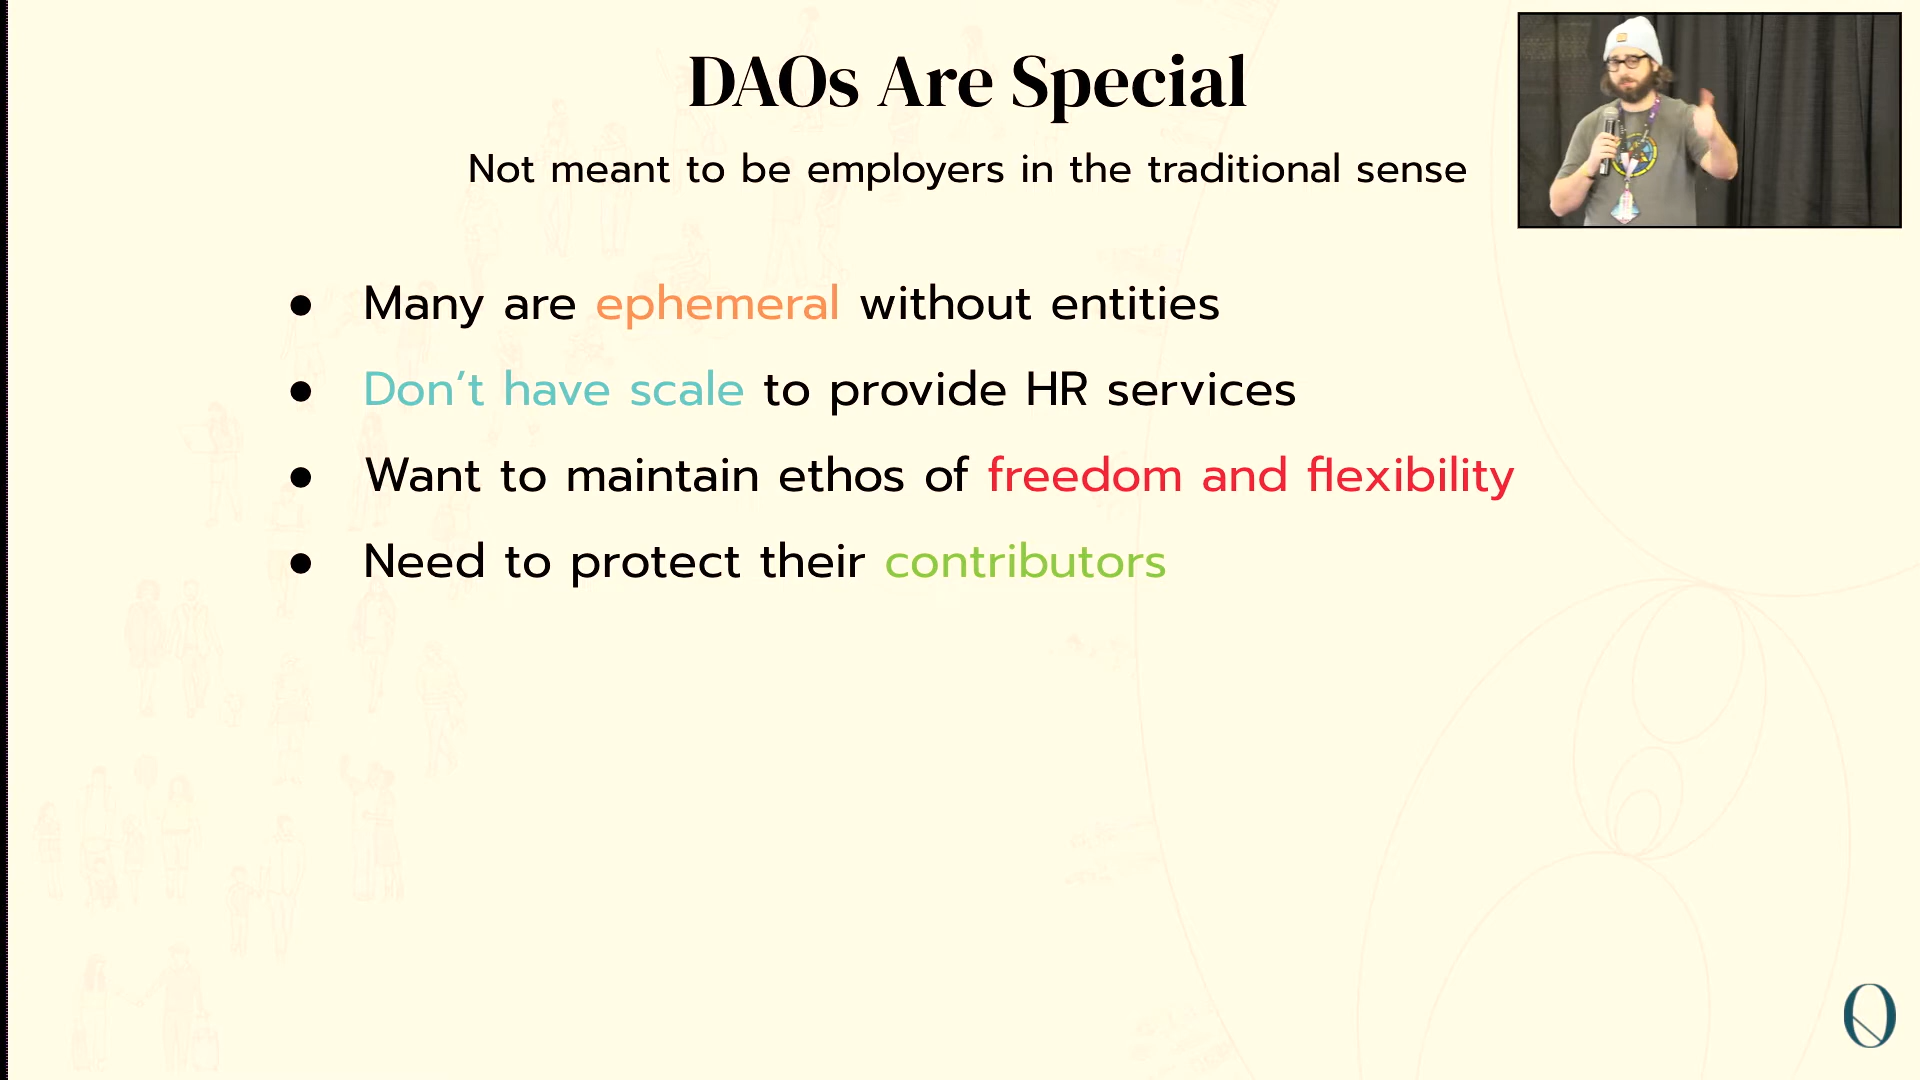 DAOs Are Special
Not meant to be employers in the traditional sense
● Many are ephemeral without entities
● Don’t have scale to provide HR services
● Want to maintain ethos of freedom and flexibility
● Need to protect their contributors